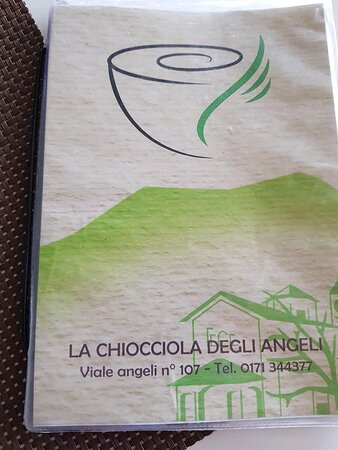 LA CHIOCCIOLA DEGLI ANGELI
Viale angeli n° 107 - Tel. 0171 344377